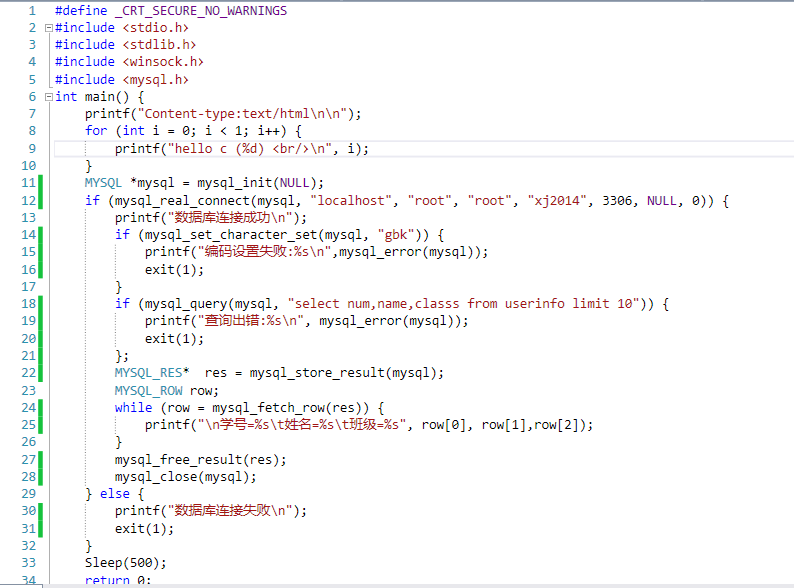 1 #define _CRT_SECURE_NO_WARNINGS
2 #include <stdio.h>
3 #include <stdlib.h>
4 #include <winsock.h>
5 #include <mysql.h>
6 int main() {
7 printf("Content-type:text/html\n\n");
8 for (int i = 0; i < 1; i++) {
9 printf("hello c (%d) <br/>\n", i);
10 }
11 MYSQL *mysql = mysql_init(NULL);
12 if (mysql_real_connect(mysql, "localhost", "root", "root", "xj2014", 3306, NULL, 0)) {
13 printf("数据库连接成功\n");
14 if (mysql_set_character_set(mysql, "gbk")) {
15 printf("编码设置失败:%s\n",mysql_error(mysql));
16 exit(1);
17 }
18 if (mysql_query(mysql, "select num,name,classs from userinfo limit 10")) {
19 printf("查询出错:%s\n", mysql_error(mysql));
20 exit(1);
21 };
22 MYSQL_RES*  res = mysql_store_result(mysql);
23 MYSQL_ROW row;
24 while (row = mysql_fetch_row(res)) {
25 printf("\n学号=%s\t姓名=%s\t班级=%s", row[0], row[1],row[2]);
26 }
27 mysql_free_result(res);
28 mysql_close(mysql);
29 } else {
30 printf("数据库连接失败\n");
31 exit(1);
32 }
33 Sleep(500);
34 return 0;